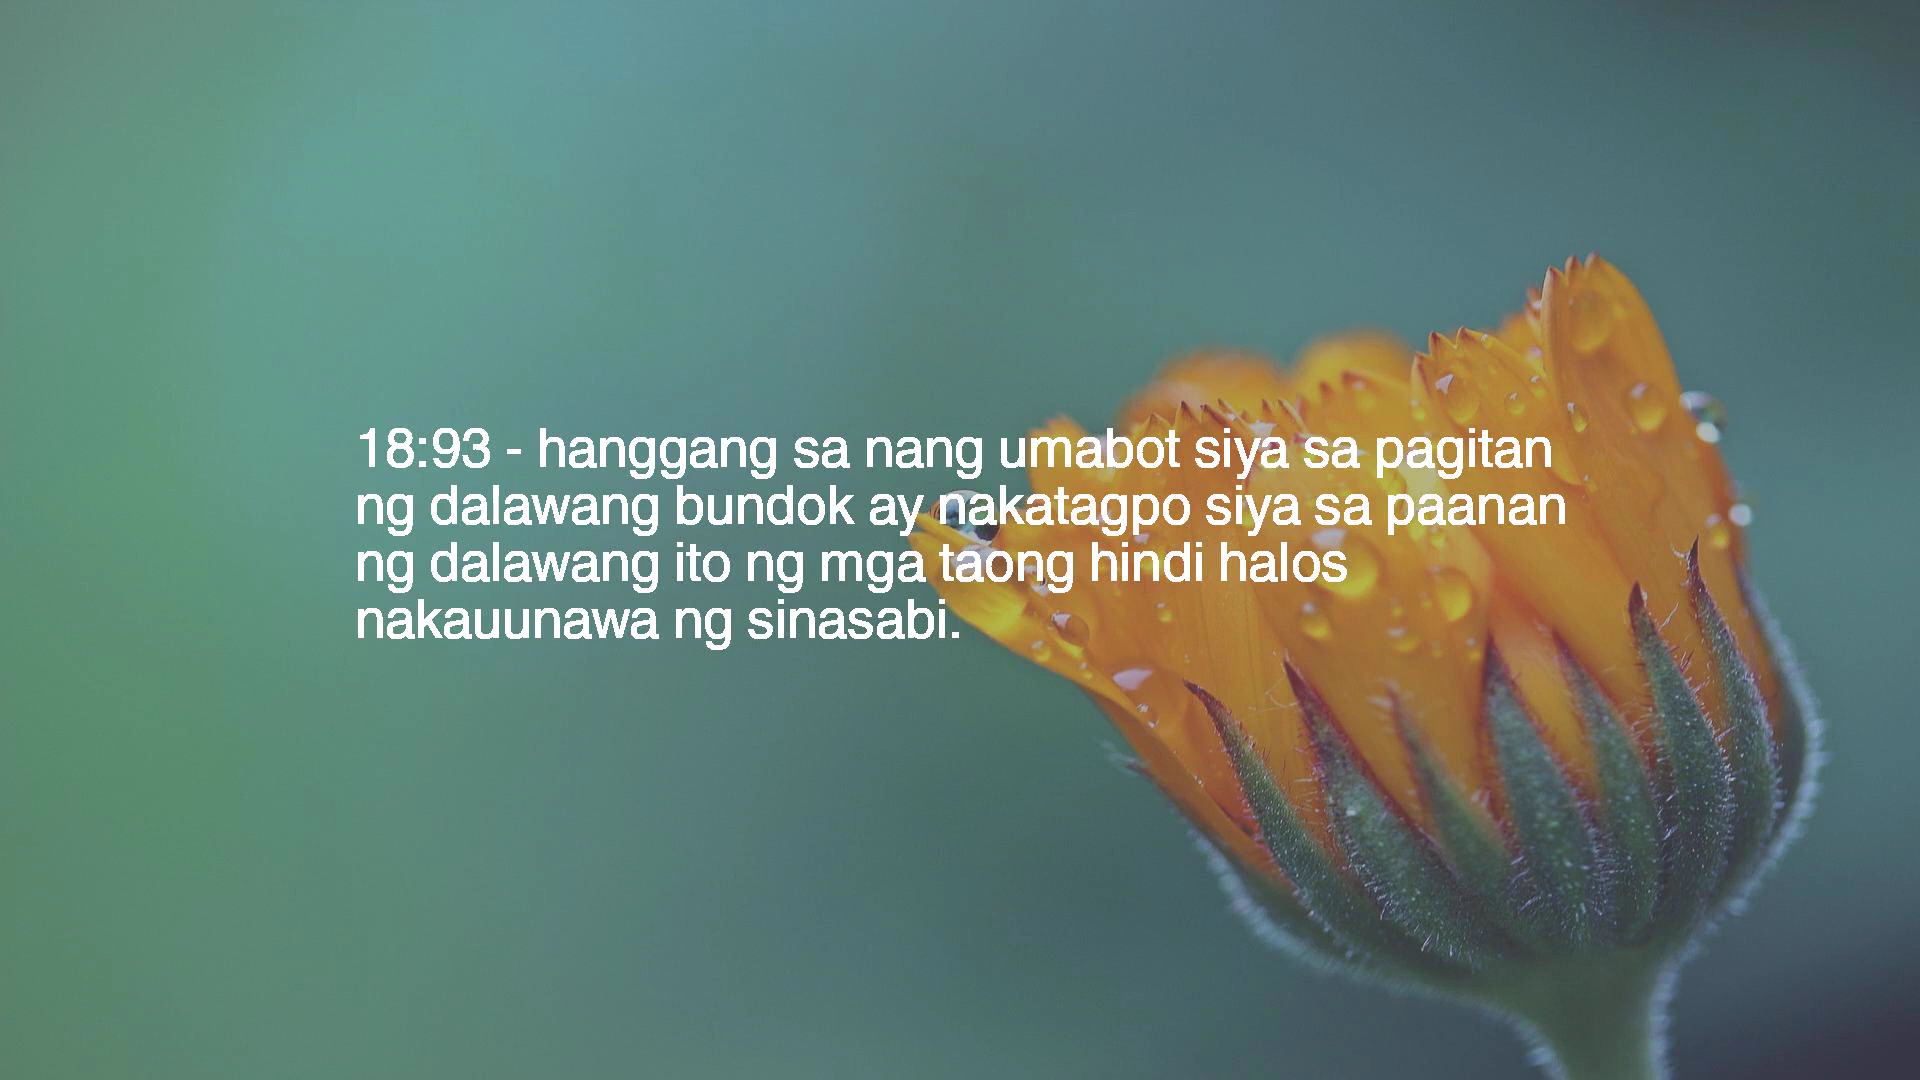 18:93 - hanggang sa nang umabot siya sa pagitan
ng dalawang bundok ay nakatagpo siya sa paanan
ng dalawang ito ng mga taong hindi halos
nakauunawa ng sinasabi.